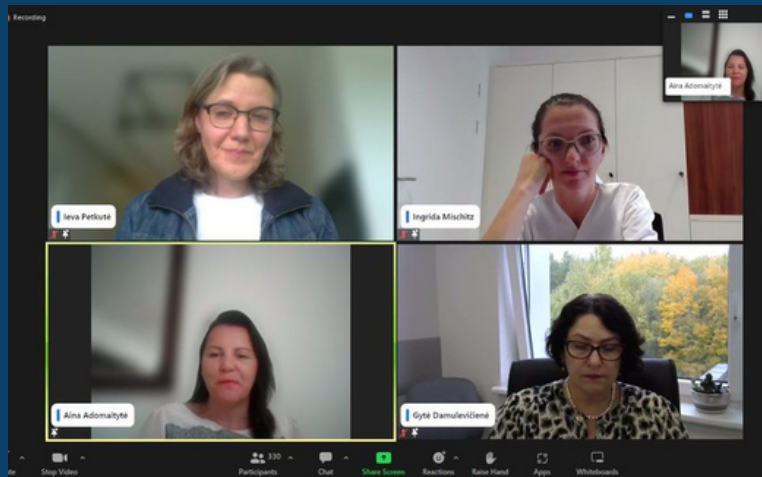 Recording
Aina Adomaitytė
Ieva Petkutė
Ingrida Mischitz
Aina Adomaitytė
Gytė Damulevičienė
330
Stop Video
Participants
Chat
Share Screen
Reactions
Raise Hand
Apps
Whiteboards